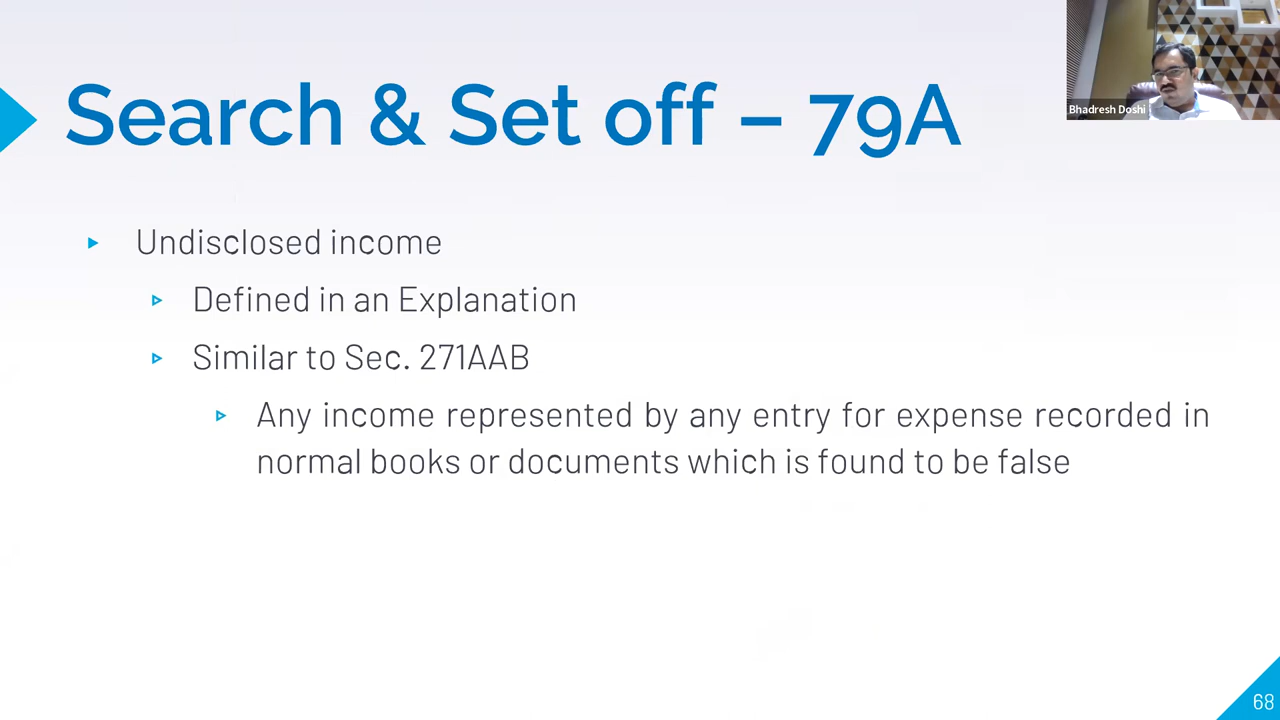 Bhadresh Doshi
Search & Set off – 79A
Undisclosed income
Defined in an Explanation
Similar to Sec. 271AAB
Any income represented by any entry for expense recorded in
normal books or documents which is found to be false
68